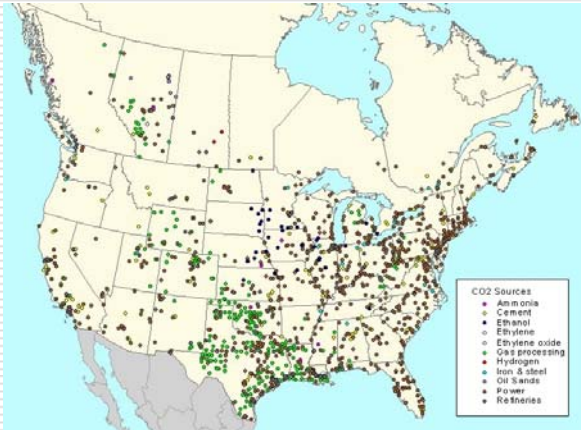 CO2 Sources
Ammonia
Cement
Ethanol
Ethylene
Ethylene oxide
Gas processing
Hydrogen
Iron & steel
Oil Sands
Power
Refineries